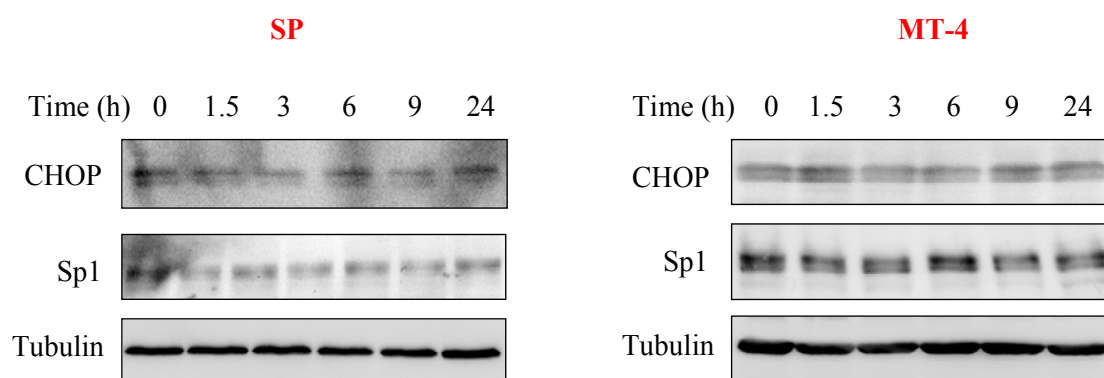 SP
Time (h) 0 1.5 3 6 9 24
CHOP
Sp1
Tubulin
MT-4
Time (h) 0 1.5 3 6 9 24
CHOP
Sp1
Tubulin